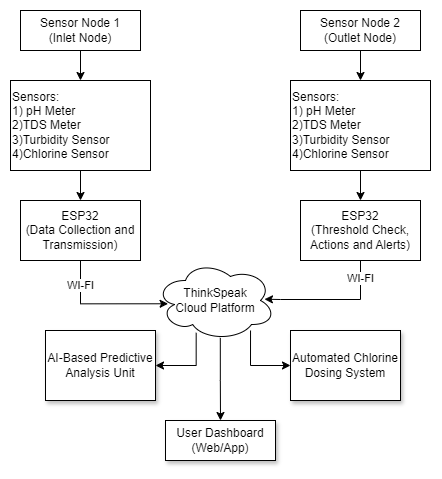 Sensor Node 1
(Inlet Node)
Sensor Node 2
(Outlet Node)
Sensors:
1) pH Meter
2)TDS Meter
3)Turbidity Sensor
4)Chlorine Sensor
Sensors:
1) pH Meter
2)TDS Meter
3)Turbidity Sensor
4)Chlorine Sensor
ESP32
(Data Collection and
Transmission)
ESP32
(Threshold Check,
Actions and Alerts)
WI-FI
WI-FI
ThinkSpeak
Cloud Platform
AI-Based Predictive
Analysis Unit
Automated Chlorine
Dosing System
User Dashboard
(Web/App)